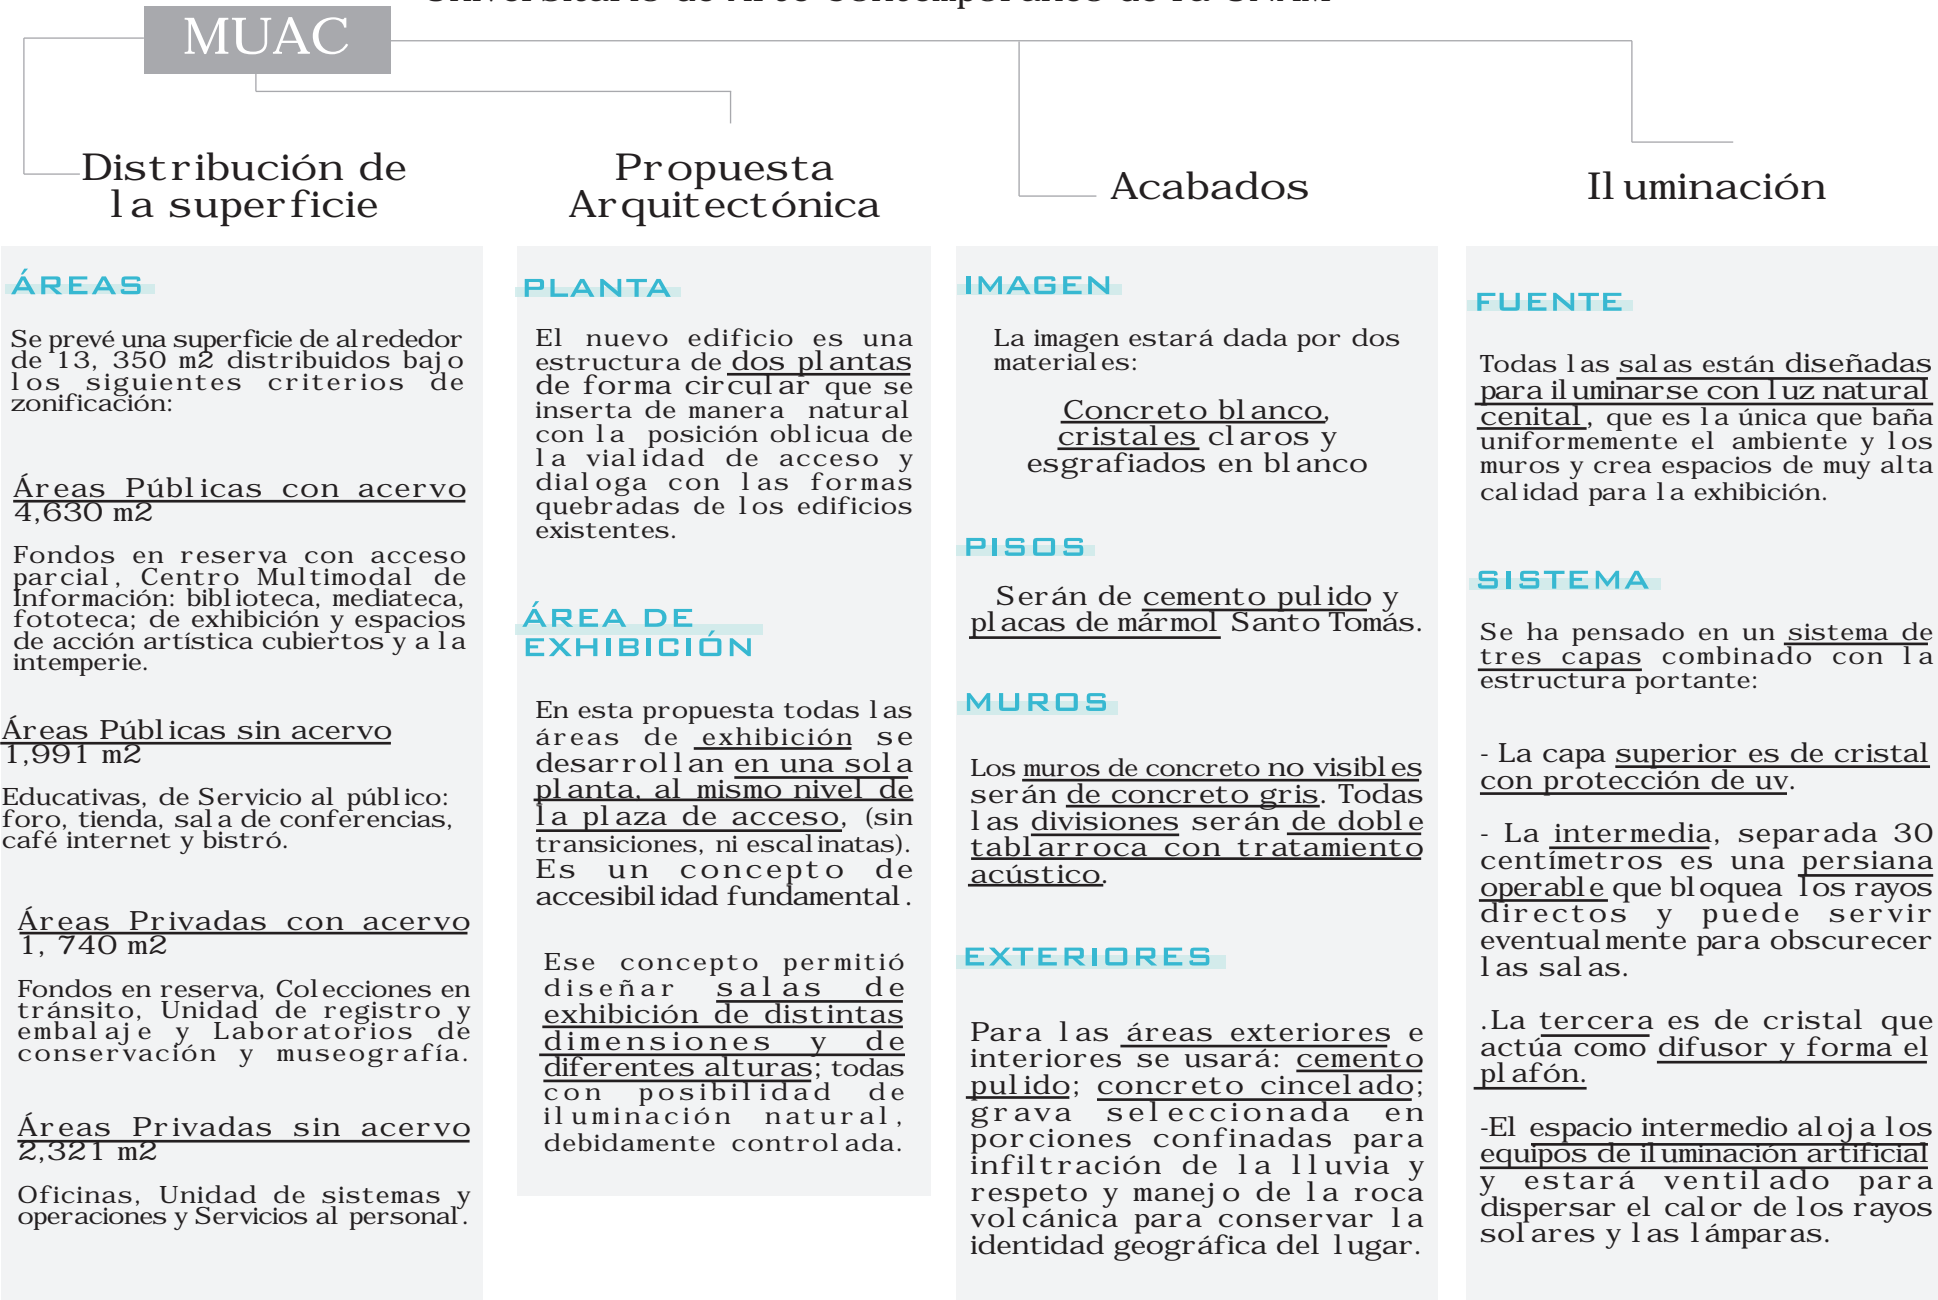 Universitario de Arte Contemporáneo de la UNAM
MUAC
Distribución de
la superficie
ÁREAS
Se prevé una superficie de alrededor
de 13, 350 m2 distribuidos bajo
los siguientes criterios de
zonificación:
Áreas Públicas con acervo
4,630 m2
Fondos en reserva con acceso
parcial, Centro Multimodal de
Información: biblioteca, mediateca,
fototeca; de exhibición y espacios
de acción artística cubiertos y a la
intemperie.
Áreas Públicas sin acervo
1,991 m2
Educativas, de Servicio al público:
foro, tienda, sala de conferencias,
café internet y bistró.
Áreas Privadas con acervo
1, 740 m2
Fondos en reserva, Colecciones en
tránsito, Unidad de registro y
embalaje y Laboratorios de
conservación y museografía.
Áreas Privadas sin acervo
2,321 m2
Oficinas, Unidad de sistemas y
operaciones y Servicios al personal.
Propuesta
Arquitectónica
PLANTA
El nuevo edificio es una
estructura de dos plantas
de forma circular que se
inserta de manera natural
con la posición oblicua de
la vialidad de acceso y
dialoga con las formas
quebradas de los edificios
existentes.
ÁREA DE
EXHIBICIÓN
En esta propuesta todas las
áreas de exhibición se
desarrollan en una sola
planta, al mismo nivel de
la plaza de acceso, (sin
transiciones, ni escalinatas).
Es un concepto de
accesibilidad fundamental.
Ese concepto permitió
diseñar salas de
exhibición de distintas
dimensiones y de
diferentes alturas; todas
con posibilidad de
iluminación natural,
debidamente controlada.
Acabados
IMAGEN
La imagen estará dada por dos
materiales:
Concreto blanco,
cristales claros y
esgrafiados en blanco
PISOS
Serán de cemento pulido y
placas de mármol Santo Tomás.
MUROS
Los muros de concreto no visibles
serán de concreto gris. Todas
las divisiones serán de doble
tablarroca con tratamiento
acústico.
EXTERIORES
Para las áreas exteriores e
interiores se usará: cemento
pulido; concreto cincelado;
grava seleccionada en
porciones confinadas para
infiltración de la lluvia y
respeto y manejo de la roca
volcánica para conservar la
identidad geográfica del lugar.
Iluminación
FUENTE
Todas las salas están diseñadas
para iluminarse con luz natural
cenital, que es la única que baña
uniformemente el ambiente y los
muros y crea espacios de muy alta
calidad para la exhibición.
SISTEMA
Se ha pensado en un sistema de
tres capas combinado con la
estructura portante:
- La capa superior es de cristal
con protección de uv.
- La intermedia, separada 30
centímetros es una persiana
operable que bloquea los rayos
directos y puede servir
eventualmente para obscurecer
las salas.
.La tercera es de cristal que
actúa como difusor y forma el
plafón.
-El espacio intermedio aloja los
equipos de iluminación artificial
y estará ventilado para
dispersar el calor de los rayos
solares y las lámparas.